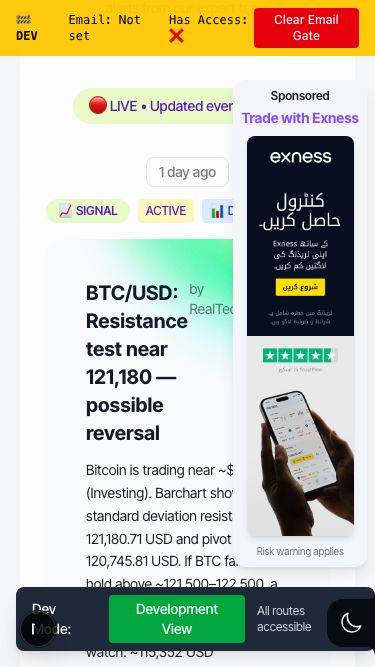 🚧 DEV
Email: Not set
Has Access: ❌
Clear Email Gate
🔴 LIVE • Updated ever
1 day ago
📈 SIGNAL
ACTIVE
📊 D
BTC/USD: Resistance test near 121,180 — possible reversal
by RealTec
Bitcoin is trading near ~$
(Investing). Barchart show
standard deviation resist
121,180.71 USD and pivot
120,745.81 USD. If BTC fa
hold above ~121,500–122,500, a
watch: ~115,352 USD
Sponsored
Trade with Exness
exness
کنٹرول
حاصل کریں۔
Exness کے ساتھ
اپنی ٹریڈنگ کی
لاگتیں کم کریں۔
شروع کریں
ٹریڈنگ میں خطرہ شامل ہے۔
شرائط و ضوابط لاگو ہیں۔
Risk warning applies
Dev Mode:
Development View
All routes accessible